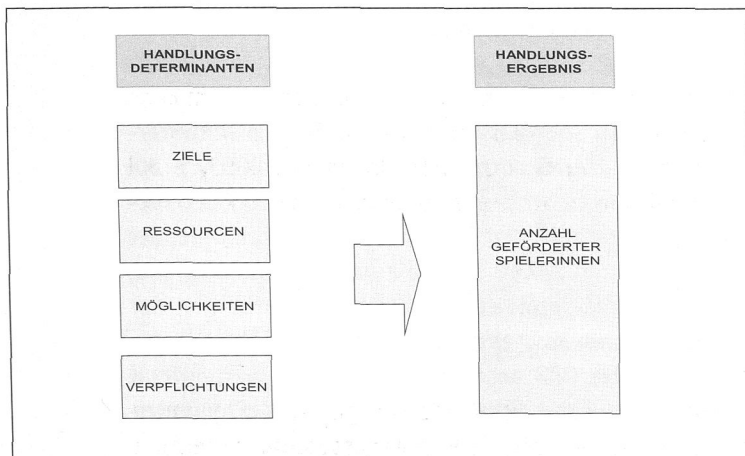 HANDLUNGS-
DETERMINANTEN
HANDLUNGS-
ERGEBNIS
ZIELE
RESSOURCEN
MÖGLICHKEITEN
VERPFLICHTUNGEN
ANZAHL
GEFÖRDERTER
SPIELERINNEN